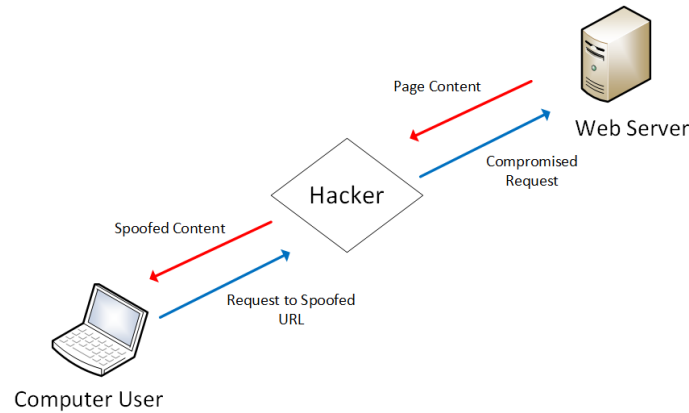 Page Content
Web Server
Compromised
Request
Hacker
Spoofed Content
Request to Spoofed
URL
Computer User